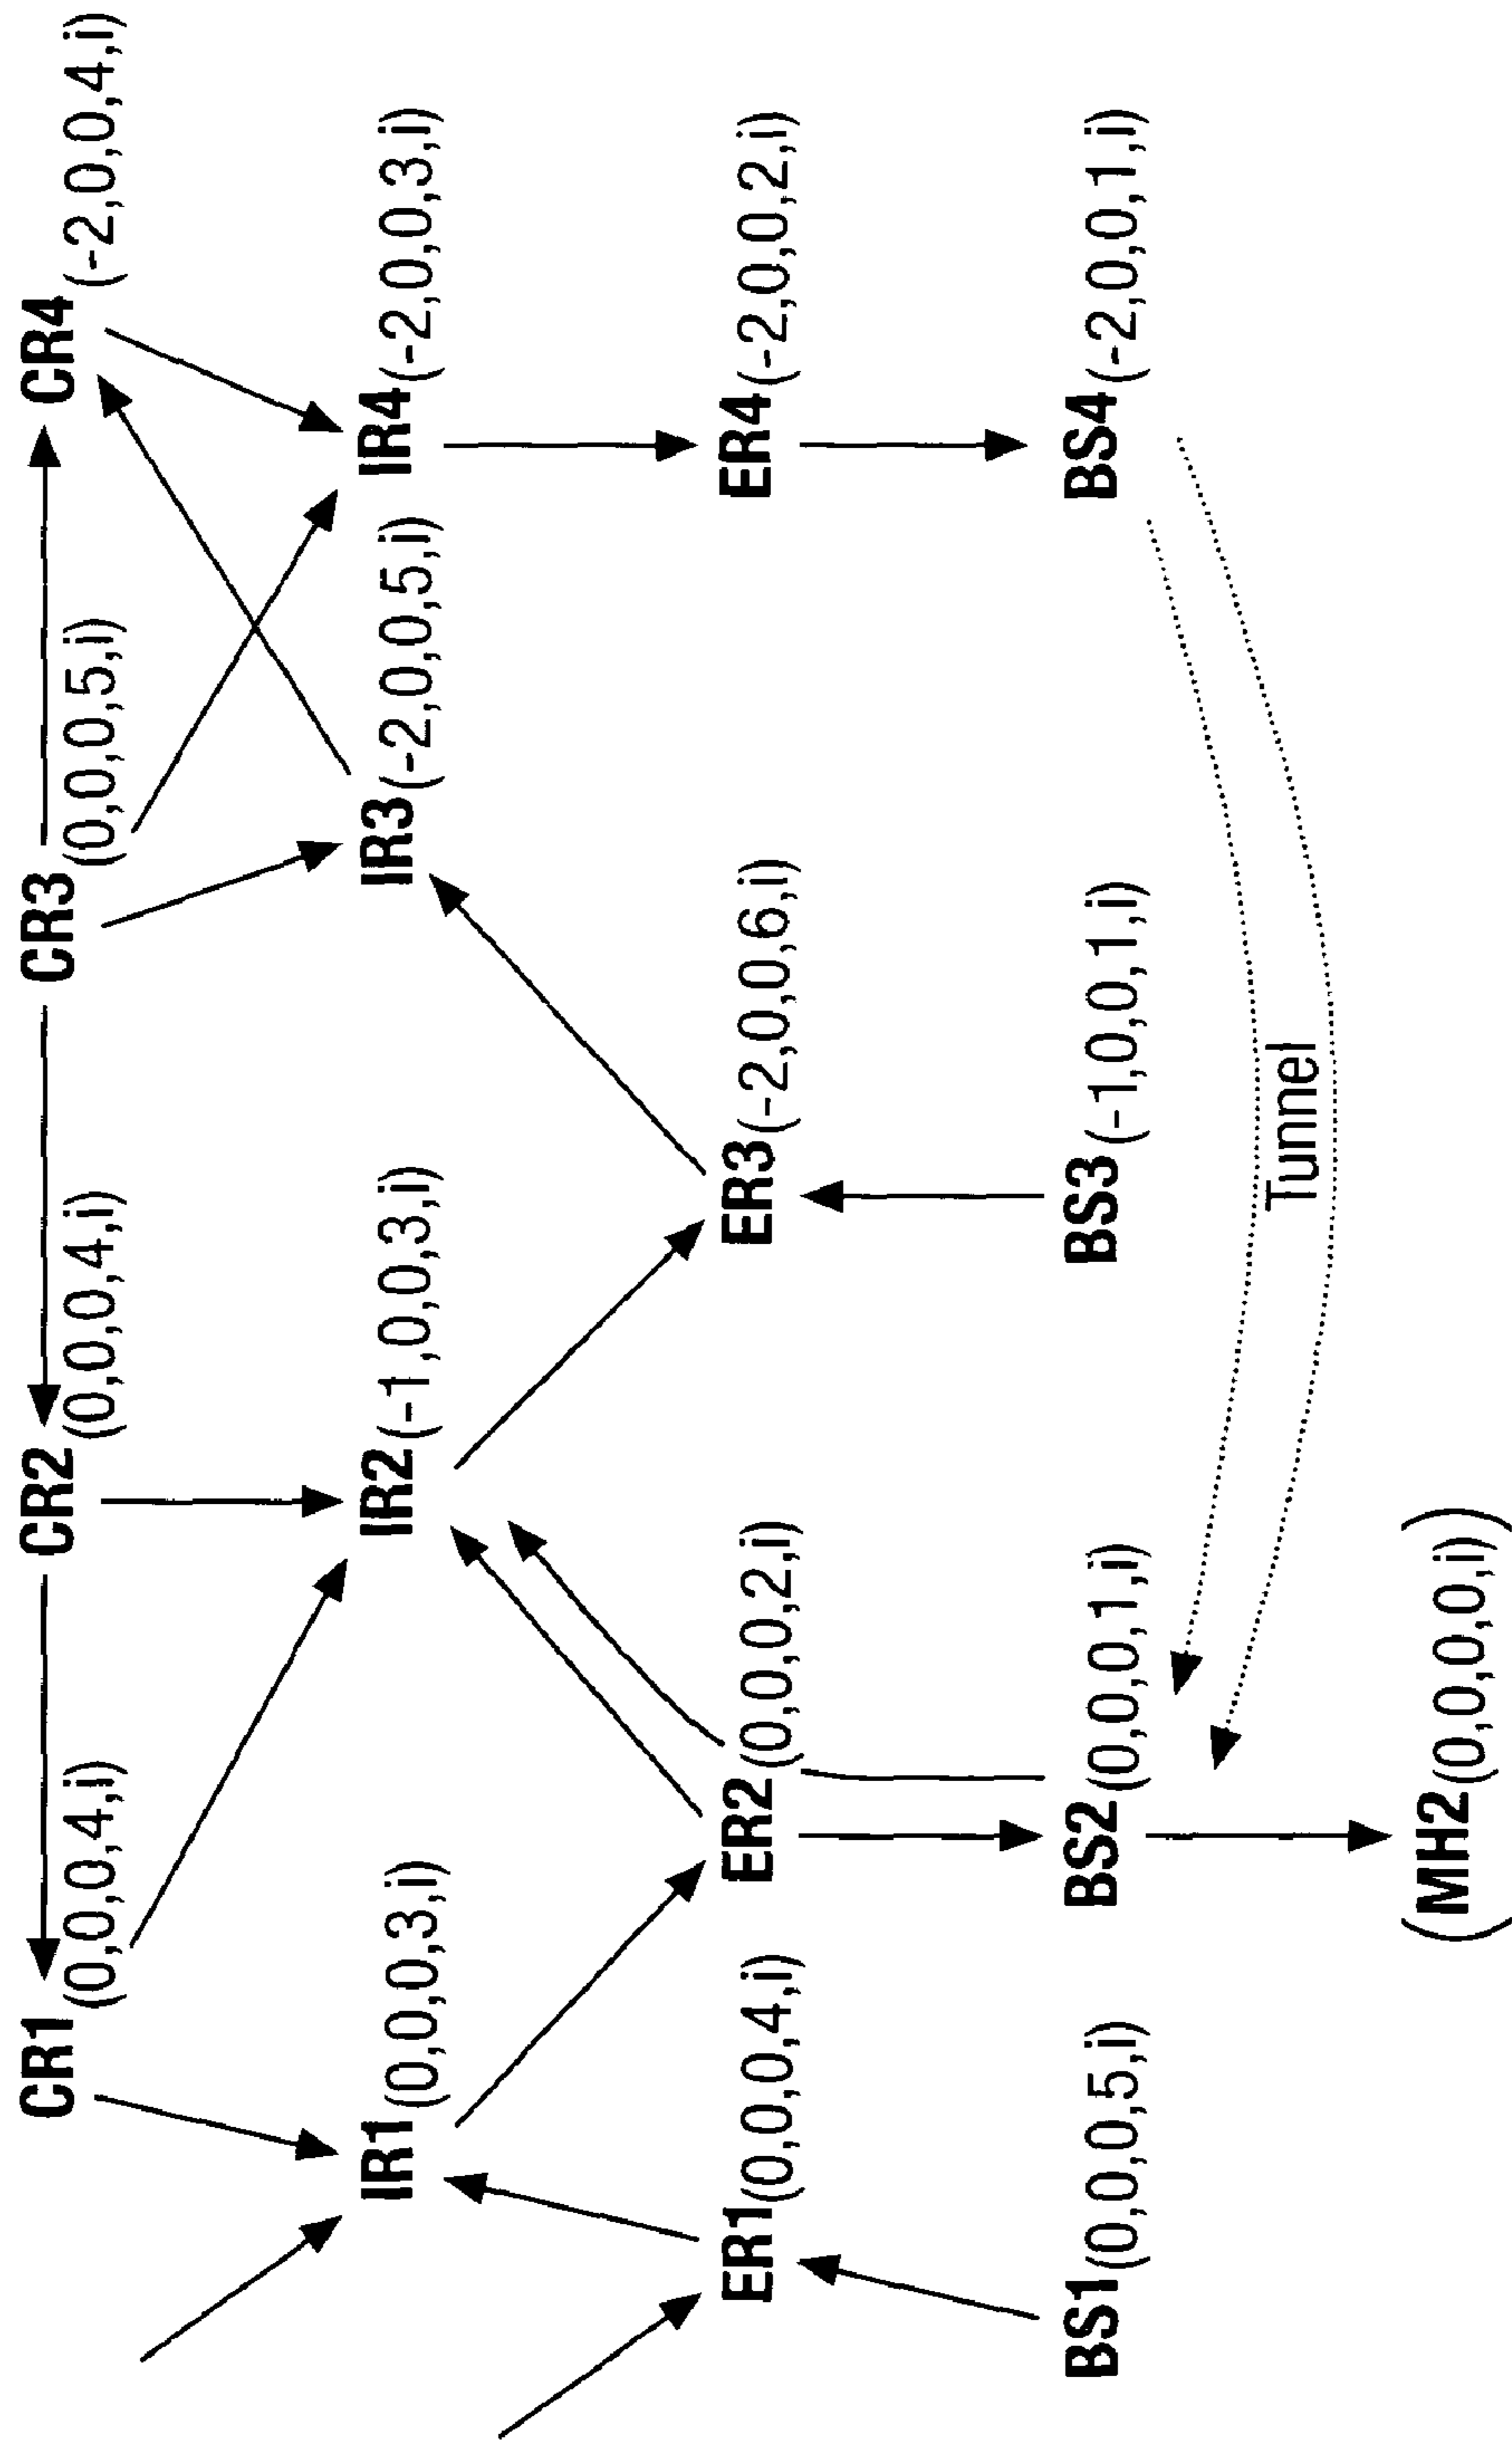 CR1 (0,0,0,4,i)
CR2 (0,0,0,4,i)
CR3 (0,0,0,5,i)
CR4 (-2,0,0,4,i)
IR1 (0,0,0,3,i)
IR2 (-1,0,0,3,i)
IR3 (-2,0,0,5,i)
IR4 (-2,0,0,3,i)
ER1 (0,0,0,4,i)
ER2 (0,0,0,2,i)
ER3 (-2,0,0,6,i)
ER4 (-2,0,0,2,i)
BS1 (0,0,0,5,i)
BS2 (0,0,0,1,i)
BS3 (-1,0,0,1,i)
BS4 (-2,0,0,1,i)
Tunnel
(MH2 (0,0,0,0,i))